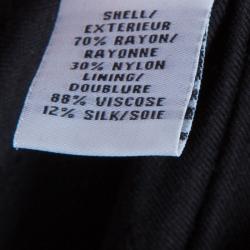 SHELL/
EXTERIEUR
70% RAYON/
RAYONNE
30% NYLON
LINING/
DOUBLURE
88% VISCOSE
12% SILK/SOIE